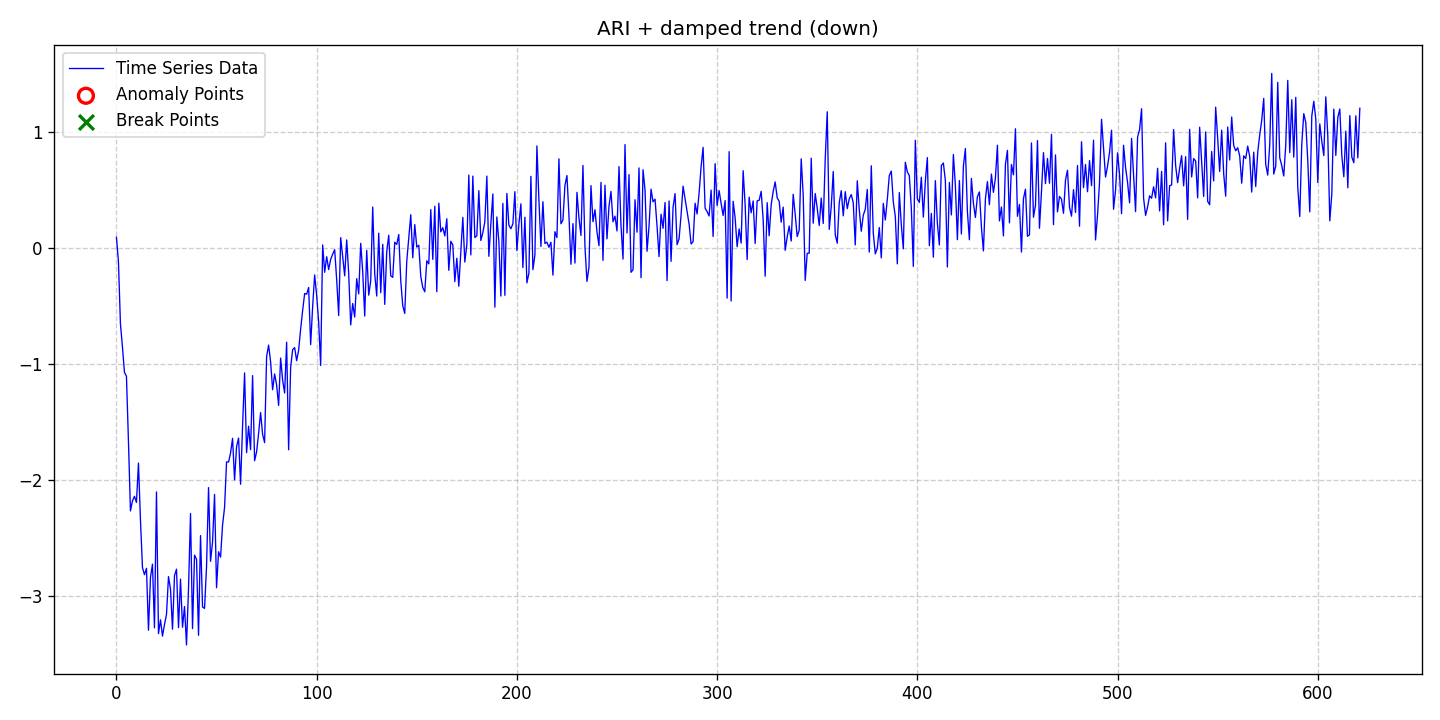 ARI + damped trend (down)
Time Series Data
Anomaly Points
Break Points
1
0
−1
−2
−3
0 100 200 300 400 500 600